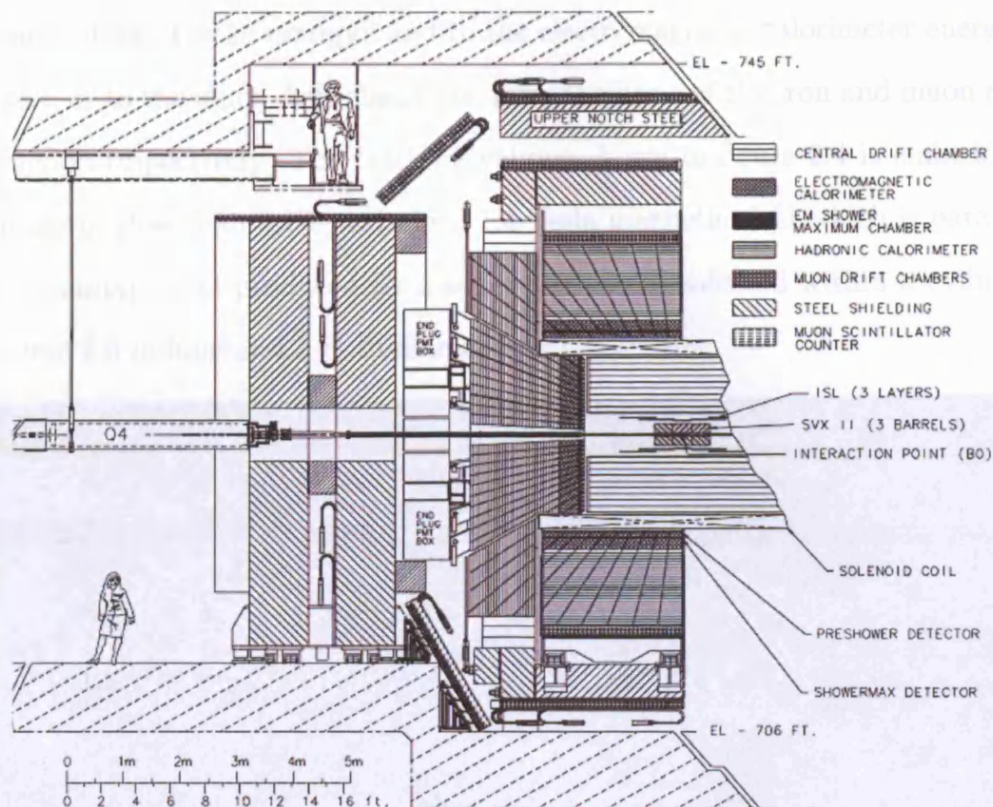 EL - 745 FT.
UPPER NOTCH STEEL
CENTRAL DRIFT CHAMBER
ELECTROMAGNETIC
CALORIMETER
EM SHOWER
MAXIMUM CHAMBER
HADRONIC CALORIMETER
MUON DRIFT CHAMBERS
STEEL SHIELDING
MUON SCINTILLATOR
COUNTER
END
PLUG
PMT
BOX
ISL (3 LAYERS)
SVX II (3 BARRELS)
INTERACTION POINT (B0)
Q4
END
PLUG
PMT
BOX
SOLENOID COIL
PRESHOWER DETECTOR
SHOWERMAX DETECTOR
EL - 706 FT.
0 1m 2m 3m 4m 5m
0 2 4 6 8 10 12 14 16 ft.